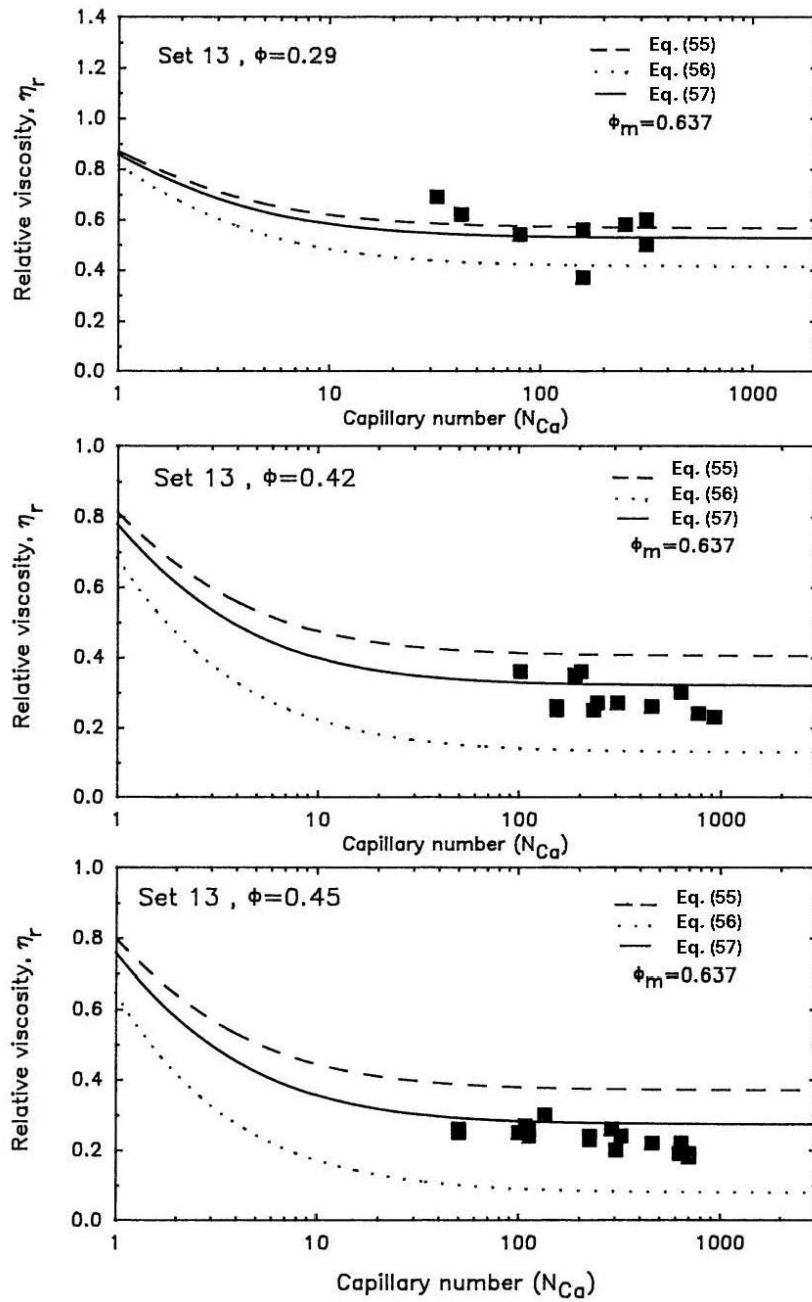 1.4
1.2
1.0
0.8
0.6
0.4
0.2
0.0
Relative viscosity, ηr
Set 13 , Φ=0.29
Eq. (55)
Eq. (56)
Eq. (57)
Φm=0.637
1 10 100 1000
Capillary number (NCa)
1.0
0.8
0.6
0.4
0.2
0.0
Relative viscosity, ηr
Set 13 , Φ=0.42
Eq. (55)
Eq. (56)
Eq. (57)
Φm=0.637
1 10 100 1000
Capillary number (NCa)
1.0
0.8
0.6
0.4
0.2
0.0
Relative viscosity, ηr
Set 13 , Φ=0.45
Eq. (55)
Eq. (56)
Eq. (57)
Φm=0.637
1 10 100 1000
Capillary number (NCa)